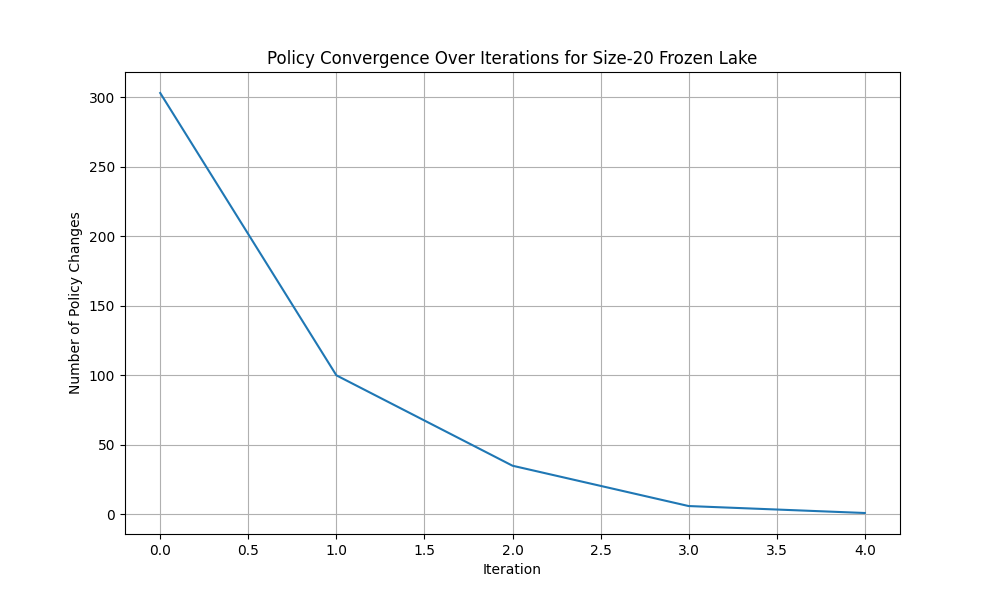 Policy Convergence Over Iterations for Size-20 Frozen Lake
Number of Policy Changes
300
250
200
150
100
50
0
0.0 0.5 1.0 1.5 2.0 2.5 3.0 3.5 4.0
Iteration